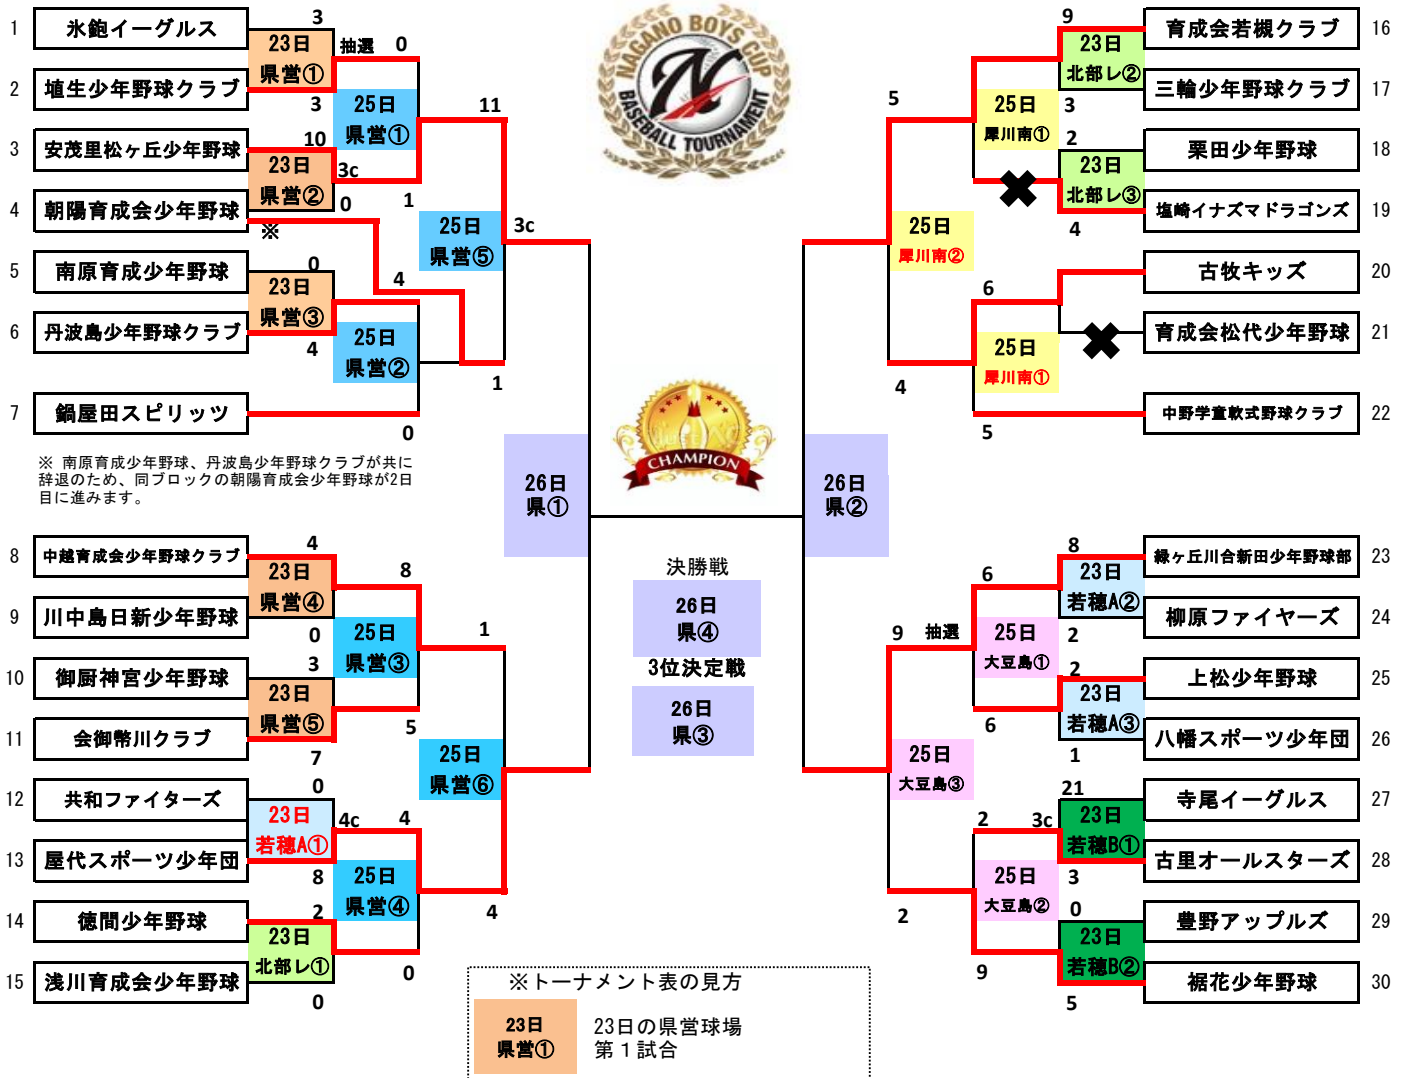 NAGANO BOYS CUP
N
BASEBALL TOURNAMENT
CHAMPION
1 氷鉋イーグルス 3
23日
県営①
抽選 0
2 埴生少年野球クラブ 3
25日
県営①
11
3 安茂里松ヶ丘少年野球 10
23日
県営②
3c
0
1
4 朝陽育成会少年野球
※
25日
県営⑤
3c
5 南原育成少年野球 0
23日
県営③
4
6 丹波島少年野球クラブ 4
25日
県営②
1
7 鍋屋田スピリッツ
0
※ 南原育成少年野球、丹波島少年野球クラブが共に
辞退のため、同ブロックの朝陽育成会少年野球が2日
目に進みます。
26日
県①
8 中越育成会少年野球クラブ 4
23日
県営④
8
9 川中島日新少年野球 0
25日
県営③
1
10 御厨神宮少年野球 3
23日
県営⑤
5
11 会御幣川クラブ 7
25日
県営⑥
12 共和ファイターズ 0
23日
若穂A①
4c 4
13 屋代スポーツ少年団 8
25日
県営④
4
14 徳間少年野球 2
23日
北部レ①
0
15 浅川育成会少年野球 0
決勝戦
26日
県④
3位決定戦
26日
県③
9 育成会若槻クラブ 16
23日
北部レ②
5
25日
犀川南①
3 三輪少年野球クラブ 17
2 栗田少年野球 18
23日
北部レ③
4 塩崎イナズマドラゴンズ 19
25日
犀川南②
6 古牧キッズ 20
育成会松代少年野球 21
25日
犀川南①
4
5 中野学童軟式野球クラブ 22
26日
県②
8 緑ヶ丘川合新田少年野球部 23
23日
若穂A②
6
2 柳原ファイヤーズ 24
9 抽選
25日
大豆島①
2 上松少年野球 25
23日
若穂A③
6
1 八幡スポーツ少年団 26
25日
大豆島③
21 寺尾イーグルス 27
2 3c
23日
若穂B①
3 古里オールスターズ 28
25日
大豆島②
2
0 豊野アップルズ 29
23日
若穂B②
9
5 裾花少年野球 30
※トーナメント表の見方
23日
県営①
23日の県営球場
第１試合